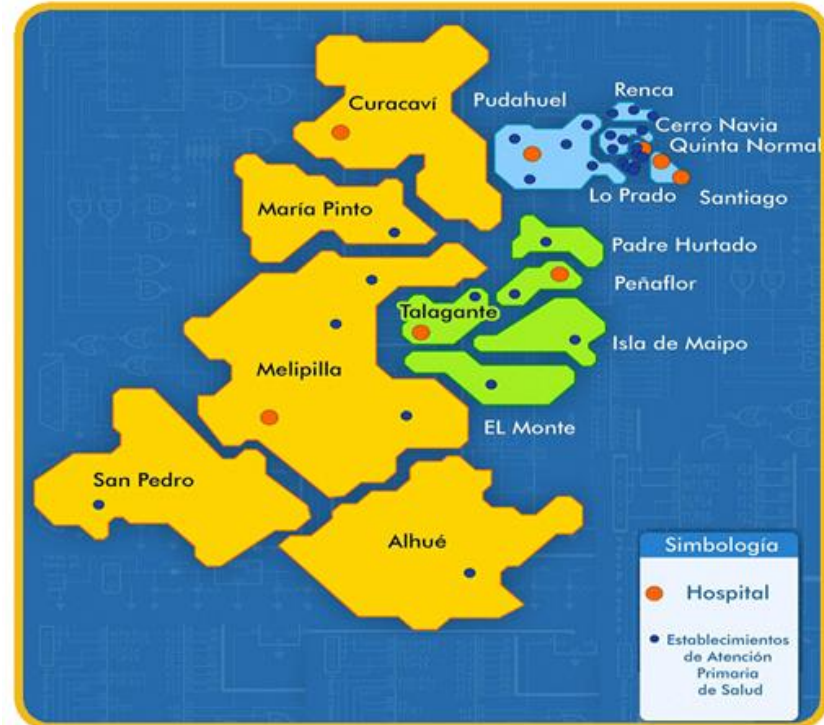 Curacaví
Pudahuel
Renca
Cerro Navia
Quinta Normal
Lo Prado
Santiago
María Pinto
Padre Hurtado
Peñaflor
Talagante
Isla de Maipo
Melipilla
EL Monte
San Pedro
Alhué
Simbología
Hospital
Establecimientos
de Atención
Primaria
de Salud